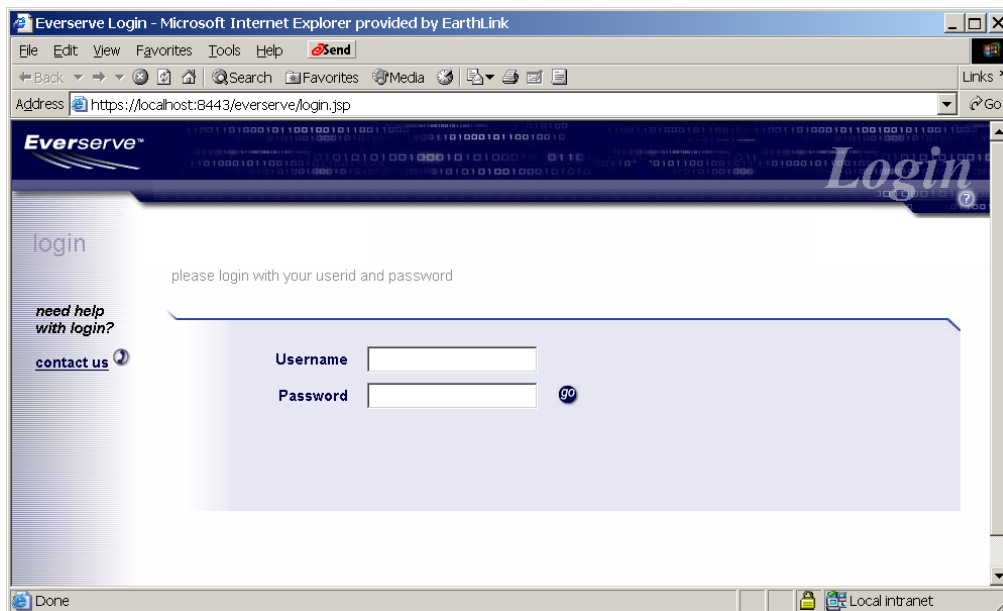 Everserve Login - Microsoft Internet Explorer provided by EarthLink
File Edit View Favorites Tools Help eSend
Back Search Favorites Media Links
Address https://localhost:8443/everserve/login.jsp Go
Everserve™
Login
?
login
please login with your userid and password
need help
with login?
contact us
Username
Password go
Done Local intranet